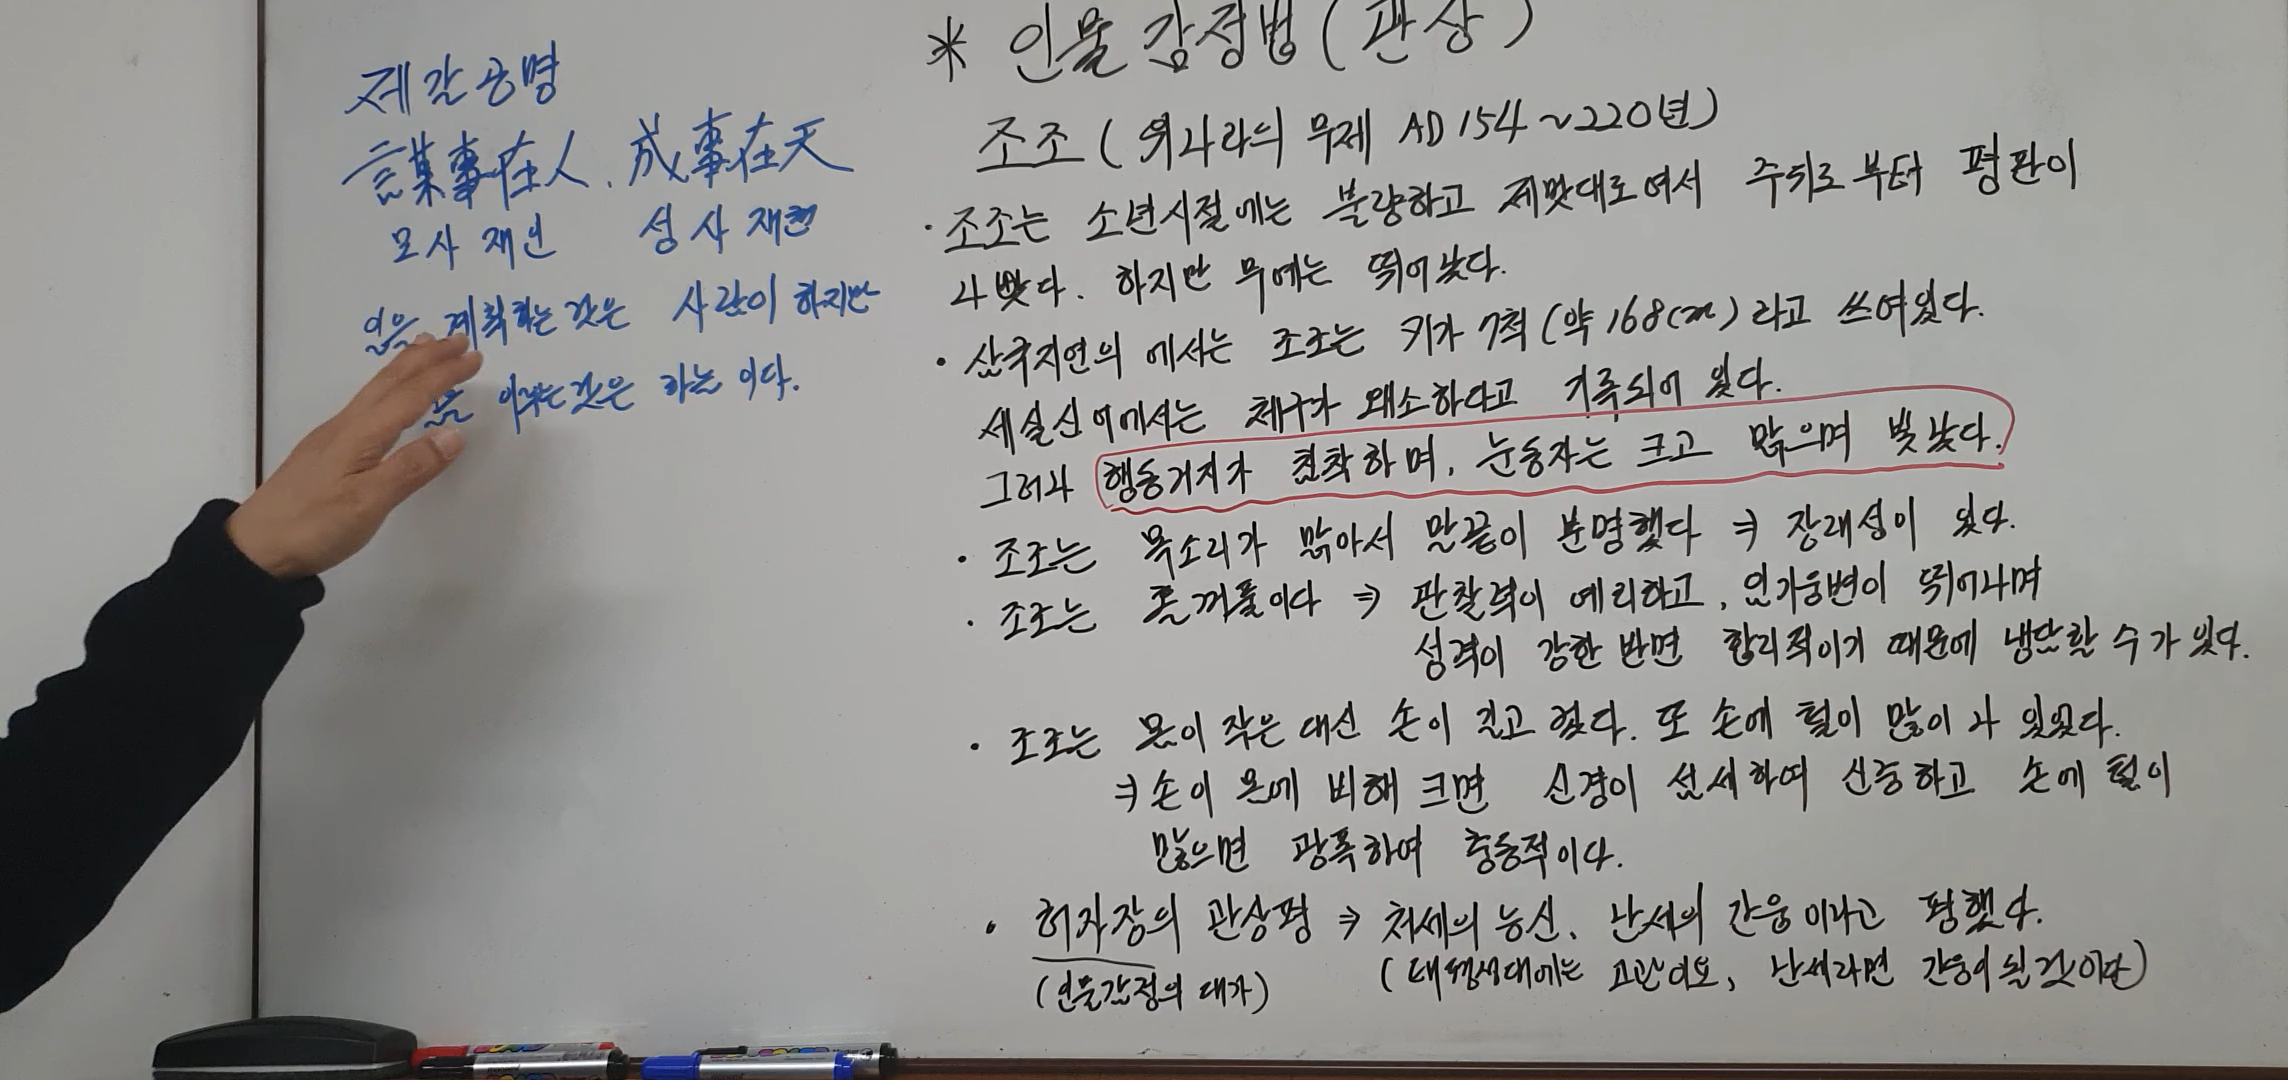 제갈공명
謀事在人, 成事在天
모사 재인 성사 재천
일을 계획하는 것은 사람이 하지만
이루는 것은 하늘 이다.
* 인물 감정법 (관상)
조조 (위나라의 무제 AD 154 ~ 220년)
· 조조는 소년시절에는 불량하고 제멋대로여서 주위로 부터 평판이
나빴다. 하지만 무에는 뛰어났다.
· 삼국지연의 에서는 조조는 키가 7척 (약 168cm) 라고 쓰여있다.
세설신어에서는 체구가 왜소하다고 기록되어 있다.
그러나 행동거지가 침착하며, 눈동자는 크고 맑으며 빛났다.
· 조조는 목소리가 맑아서 말끝이 분명했다 ⇒ 장래성이 있다.
· 조조는 홑꺼풀이다 ⇒ 관찰력이 예리하고, 임기응변이 뛰어나며
성격이 강한 반면 합리적이기 때문에 냉담할 수가 있다.
· 조조는 몸이 작은 대신 손이 길고 컸다. 또 손에 털이 많이 나 있었다.
⇒ 손이 몸에 비해 크면 신경이 섬세하여 신중하고 손에 털이
많으면 광폭하여 충동적이다.
· 허자장의 관상평 ⇒ 치세의 능신, 난세의 간웅이라고 평했다.
(인물감정의 대가) (태평성대에는 고관이요, 난세라면 간웅이 될 것이다)